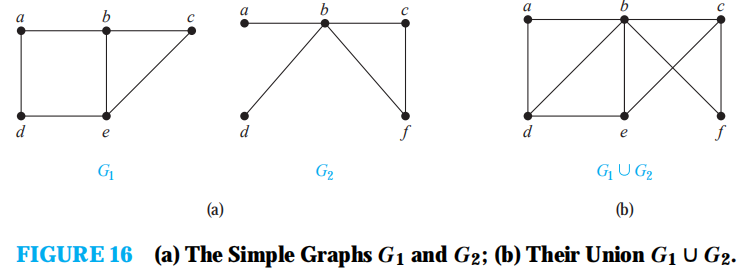 a b c a b c a b c
d e d f d e f
G1 G2 G1 ∪ G2
(a) (b)
FIGURE 16 (a) The Simple Graphs G1 and G2; (b) Their Union G1 ∪ G2.